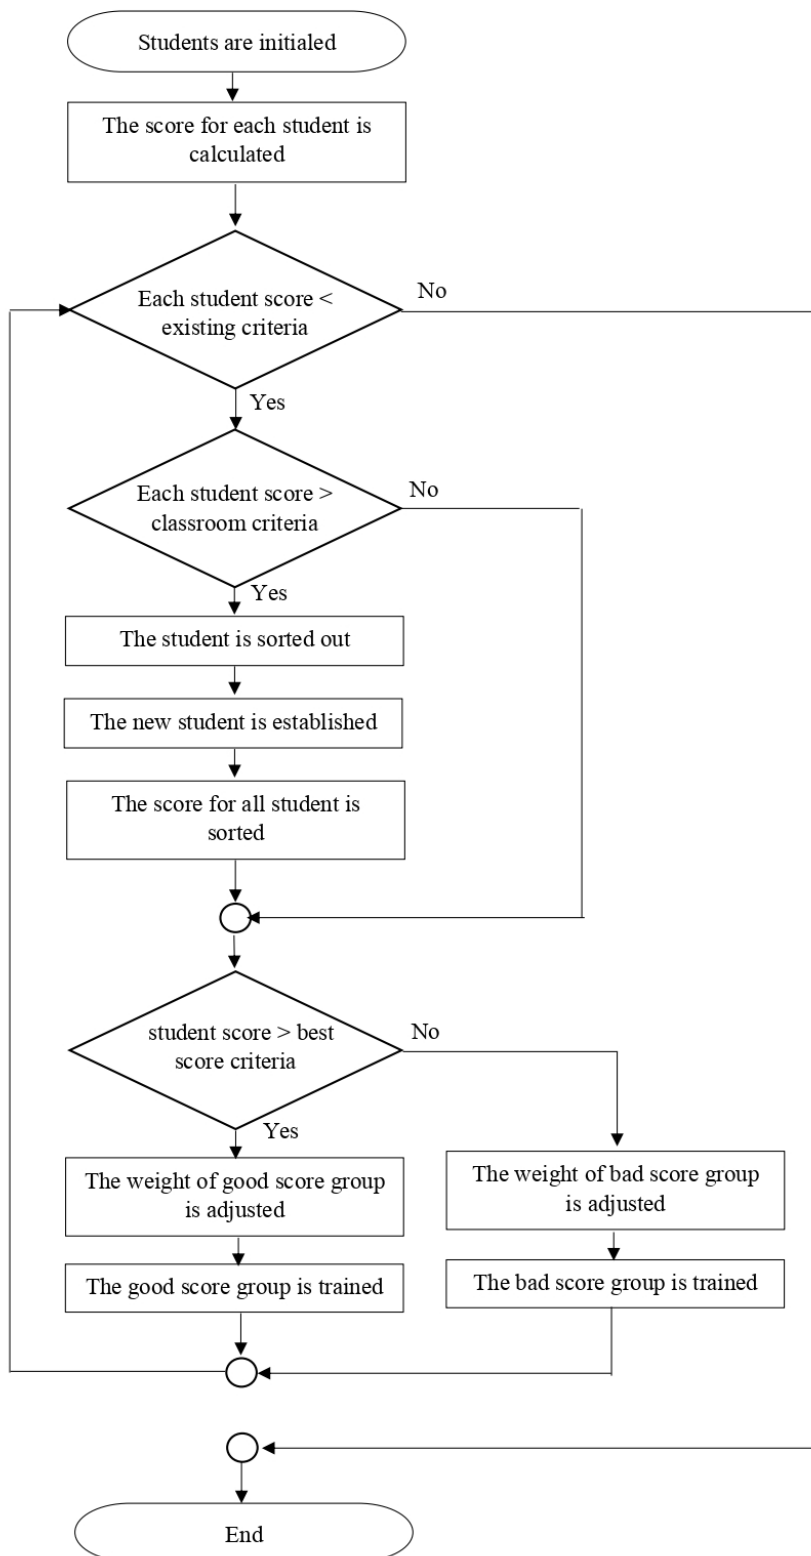 Students are initialed
The score for each student is
calculated
Each student score <
existing criteria
No
Yes
Each student score >
classroom criteria
No
Yes
The student is sorted out
The new student is established
The score for all student is
sorted
student score > best
score criteria
No
Yes
The weight of good score group
is adjusted
The weight of bad score group
is adjusted
The good score group is trained
The bad score group is trained
End